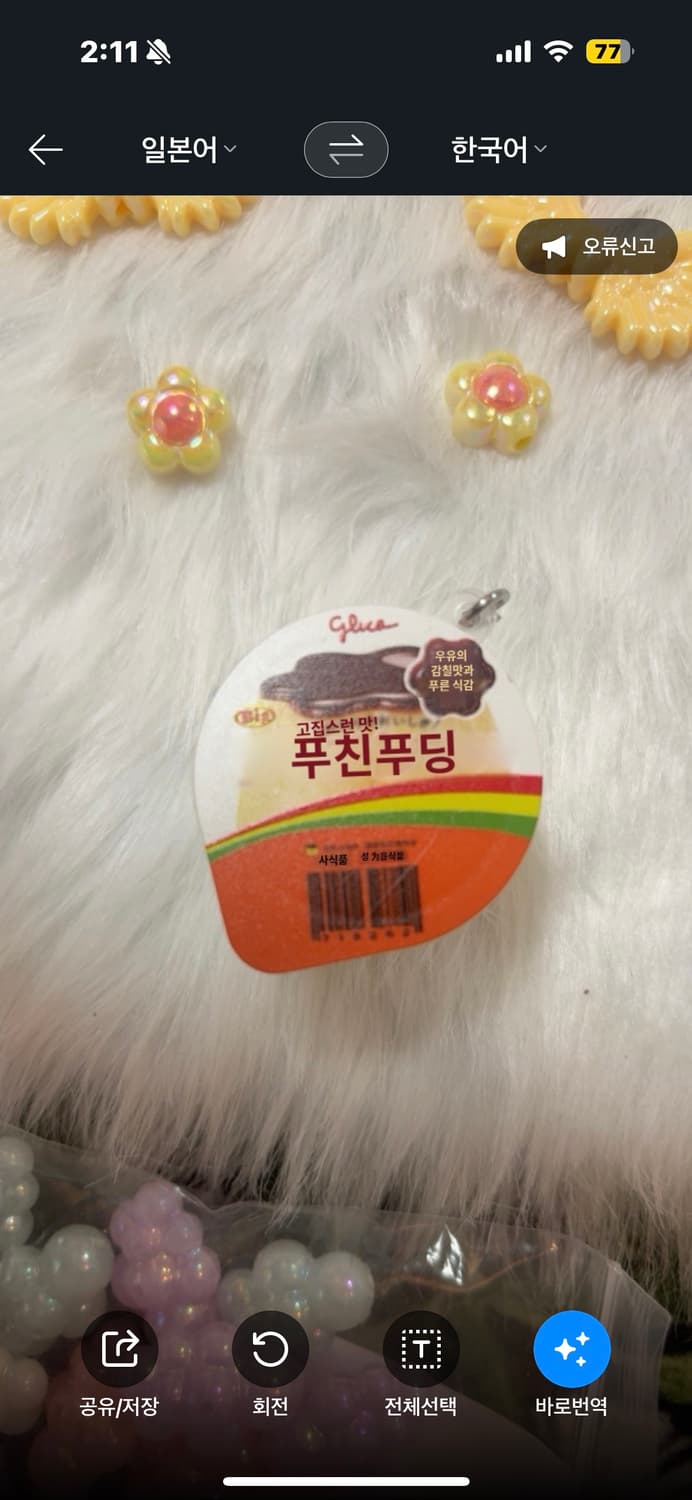 2:11
77
일본어
한국어
오류신고
Glico
우유의
감칠맛과
푸른 식감
Big
고집스런 맛!
푸친푸딩
사식품
공유/저장
회전
전체선택
바로번역